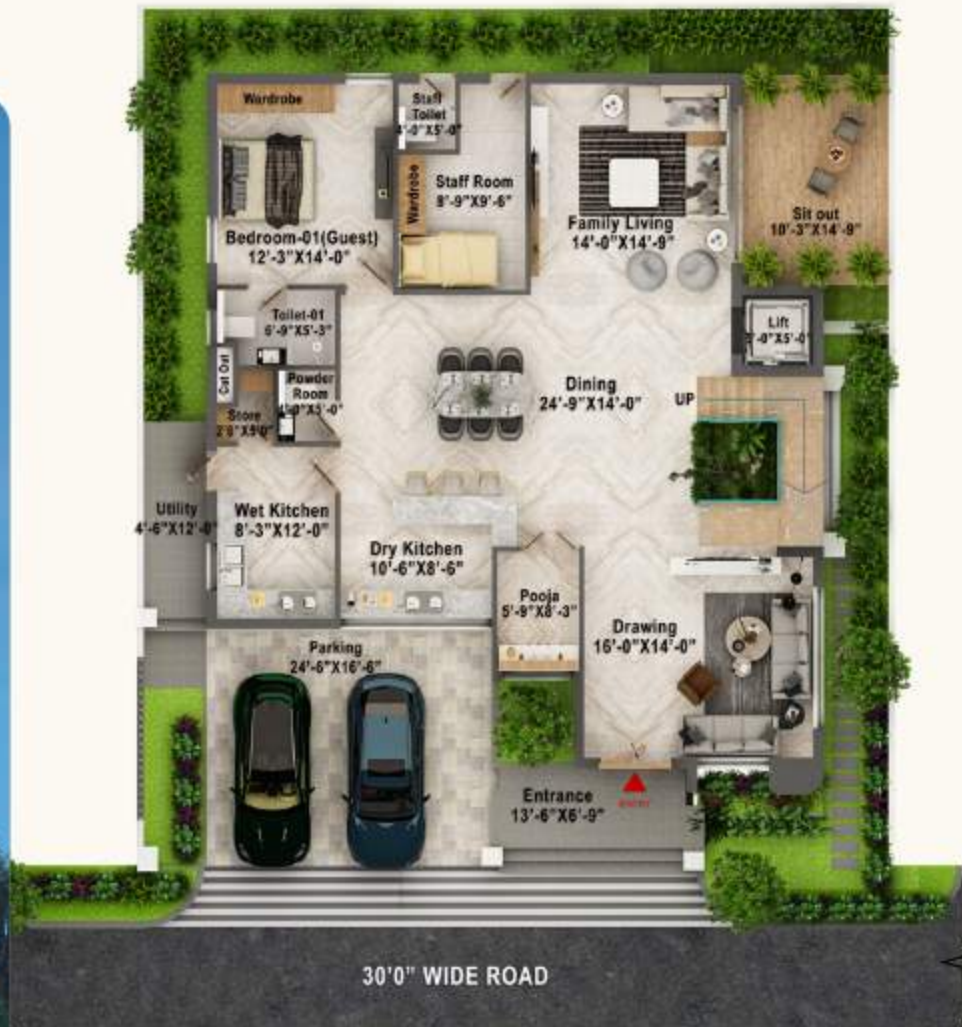 Wardrobe
Staff
Toilet
4'-0"X5'-0"
Wardrobe
Staff Room
8'-9"X9'-6"
Family Living
14'-0"X14'-9"
Sit out
10'-3"X14'-9"
Bedroom-01(Guest)
12'-3"X14'-0"
Toilet-01
6'-9"X5'-3"
Lift
Cut Out
Powder
Room
Store
Dining
24'-9"X14'-0"
UP
Utility
4'-6"X12'-0"
Wet Kitchen
8'-3"X12'-0"
Dry Kitchen
10'-6"X8'-6"
Pooja
5'-9"X8'-3"
Drawing
16'-0"X14'-0"
Parking
24'-6"X16'-6"
Entrance
13'-6"X6'-9"
ENTRY
30'0" WIDE ROAD